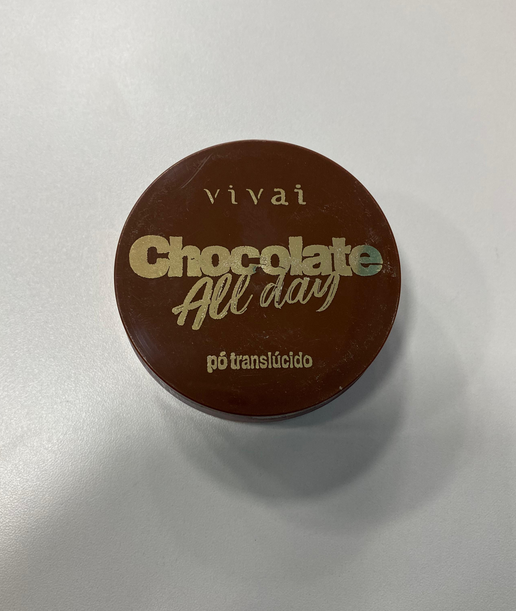 vivai
Chocolate
All day
pó translúcido